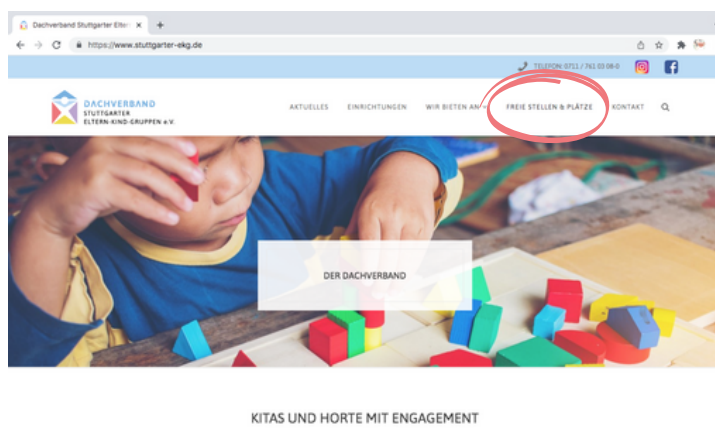 Dachverband Stuttgarter Elter
https://www.stuttgarter-ekg.de
TELEFON: 0711 / 761 03 08-0
DACHVERBAND
STUTTGARTER
ELTERN-KIND-GRUPPEN e.V.
AKTUELLES EINRICHTUNGEN WIR BIETEN AN FREIE STELLEN & PLÄTZE KONTAKT
DER DACHVERBAND
KITAS UND HORTE MIT ENGAGEMENT